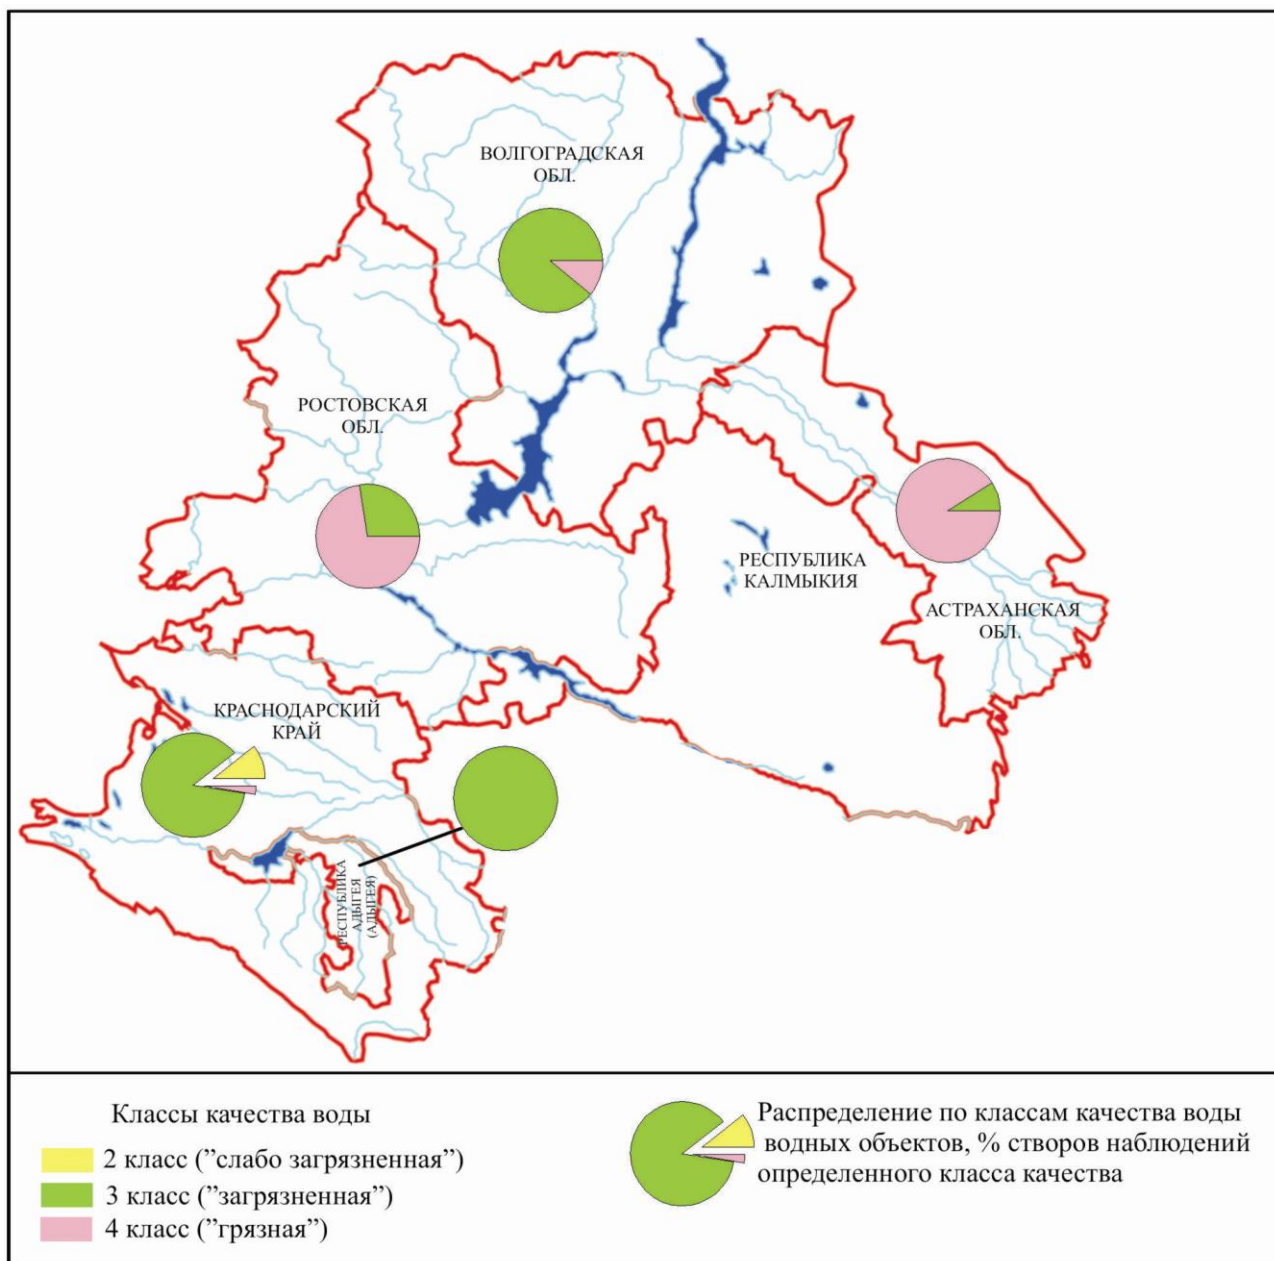 ВОЛГОГРАДСКАЯ
ОБЛ.
РОСТОВСКАЯ
ОБЛ.
РЕСПУБЛИКА
КАЛМЫКИЯ
АСТРАХАНСКАЯ
ОБЛ.
КРАСНОДАРСКИЙ
КРАЙ
РЕСПУБЛИКА
АДЫГЕЯ
(АДЫГЕЯ)
Классы качества воды
2 класс (”слабо загрязненная”)
3 класс (”загрязненная”)
4 класс (”грязная”)
Распределение по классам качества воды
водных объектов, % створов наблюдений
определенного класса качества